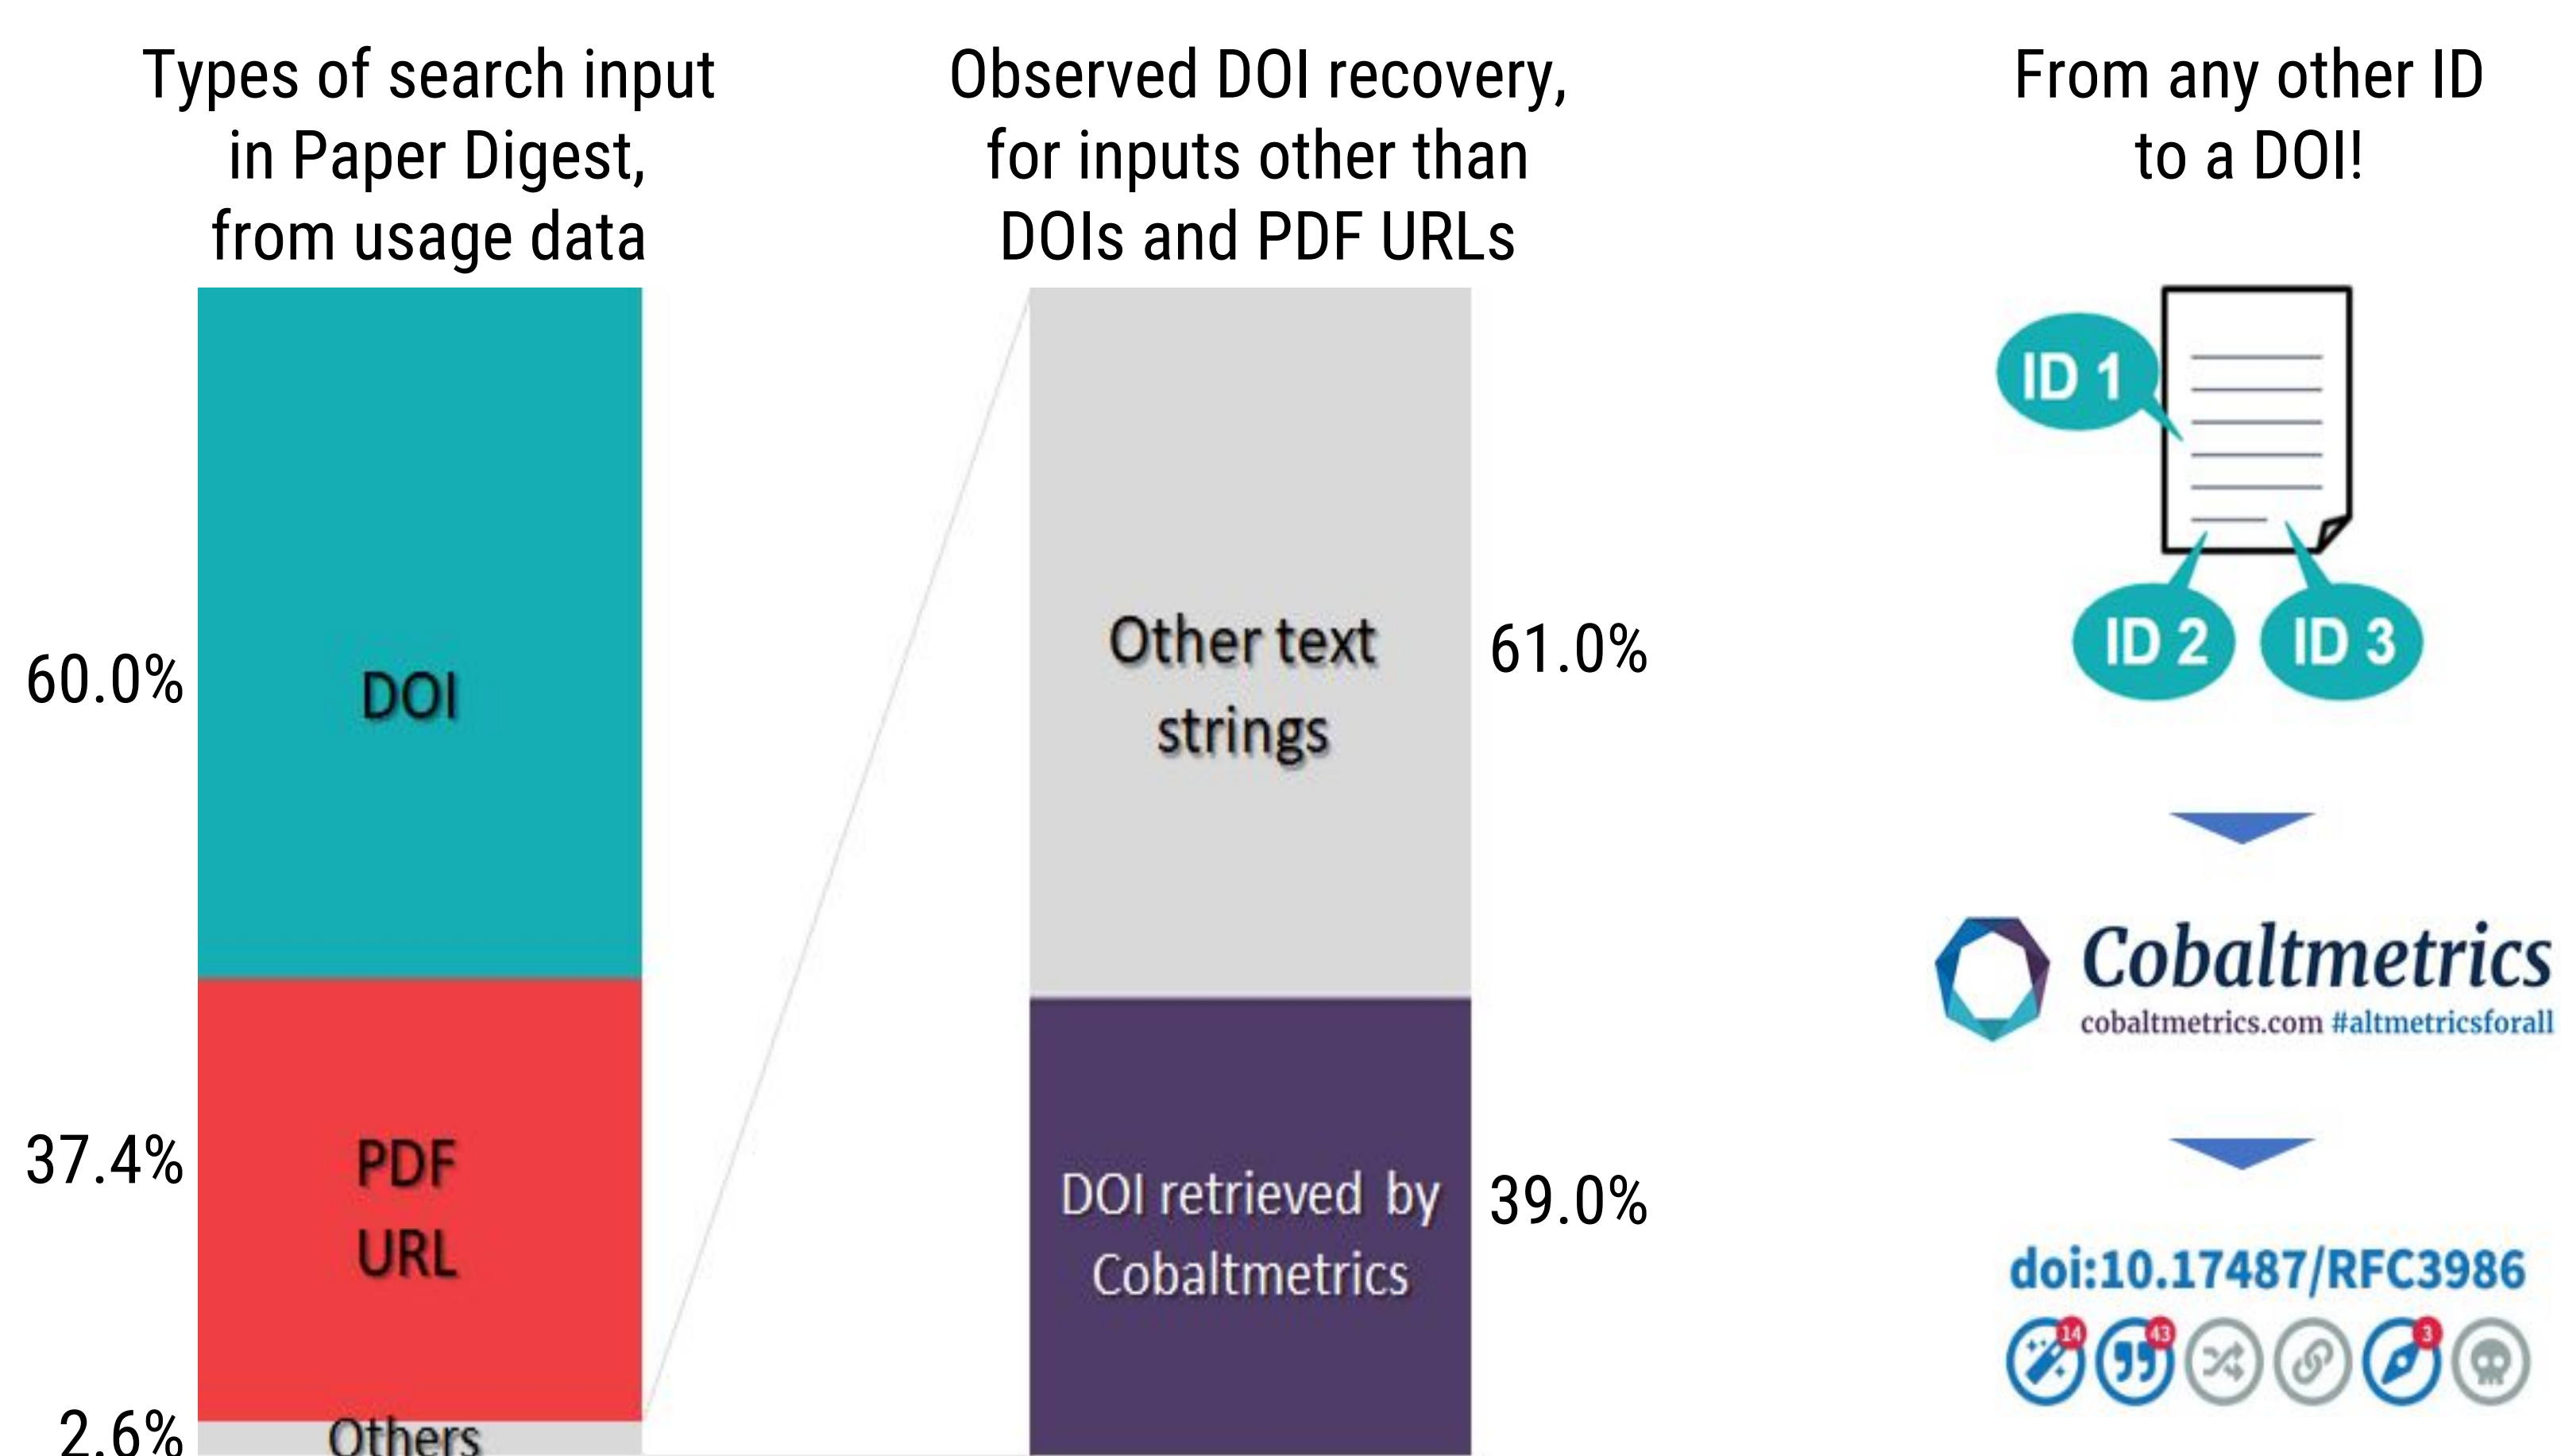 Types of search input
in Paper Digest,
from usage data
60.0%
DOI
37.4%
PDF
URL
2.6%
Others
Observed DOI recovery,
for inputs other than
DOIs and PDF URLs
Other text
strings
61.0%
DOI retrieved by
Cobaltmetrics
39.0%
From any other ID
to a DOI!
ID 1
ID 2
ID 3
Cobaltmetrics
cobaltmetrics.com #altmetricsforall
doi:10.17487/RFC3986
14
43
3